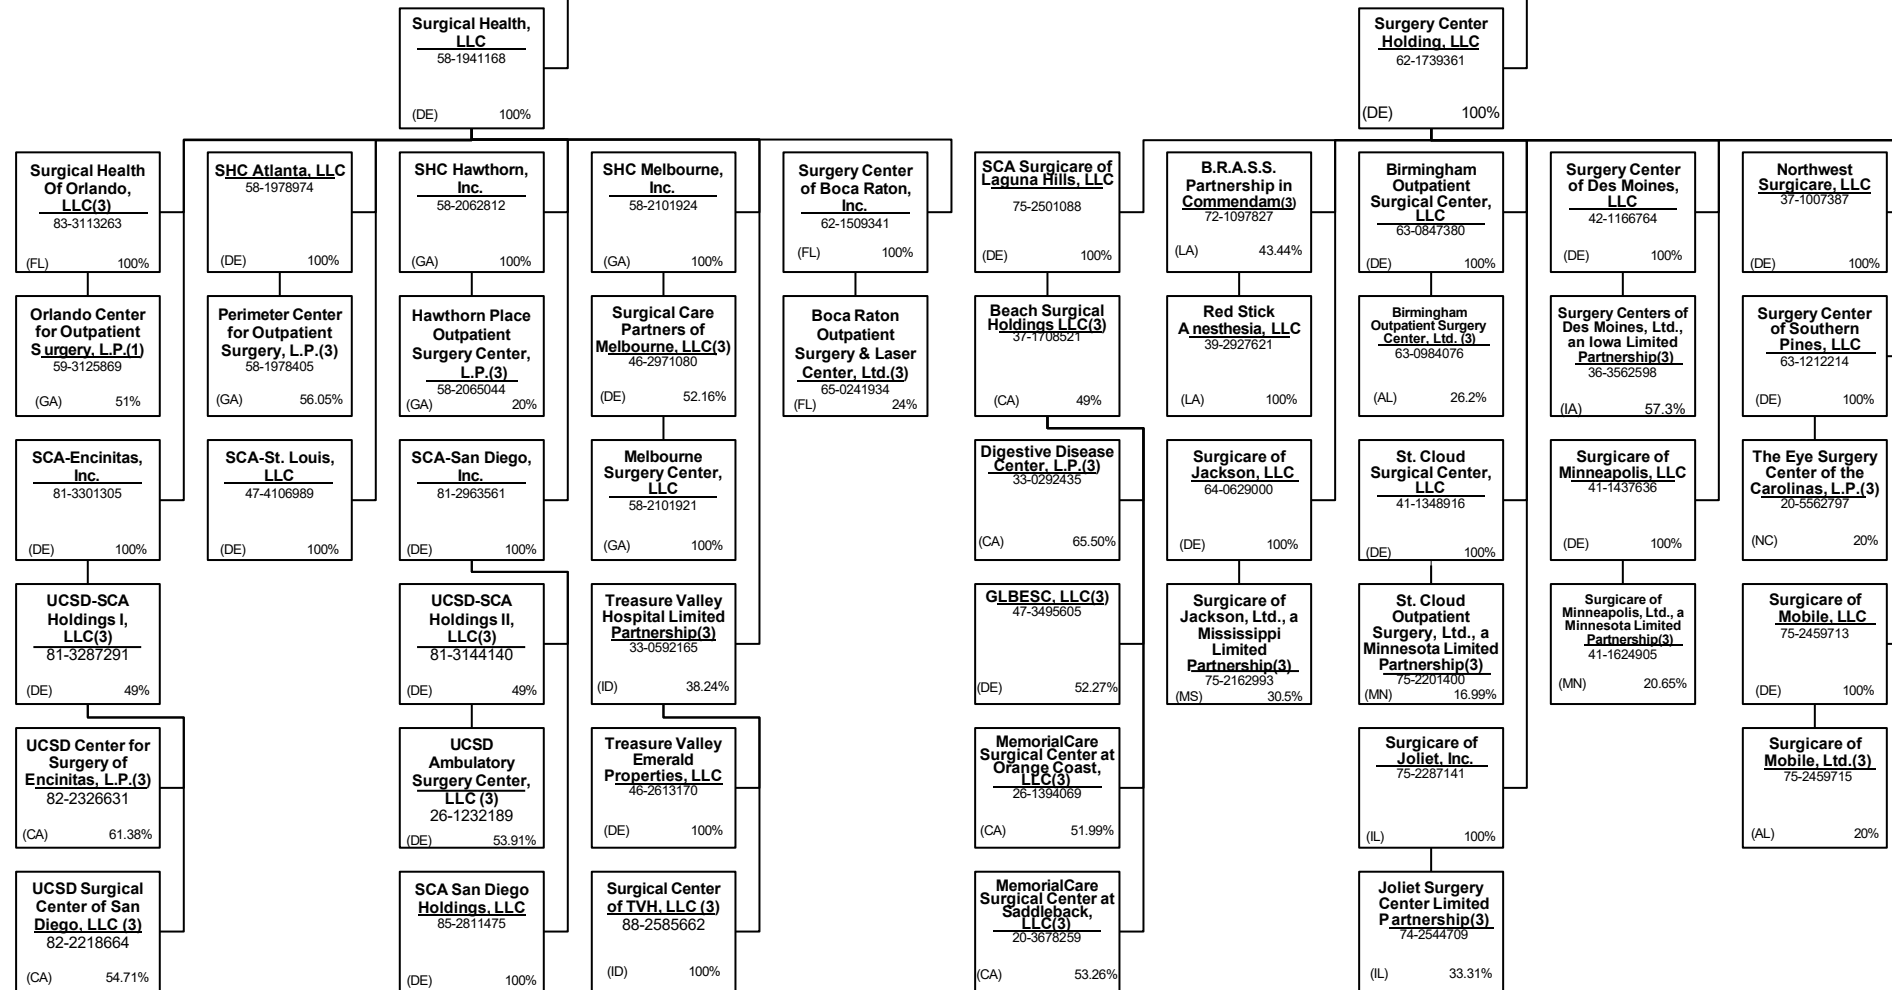 Surgical Health,
LLC
58-1941168
(DE) 100%
Surgery Center
Holding, LLC
62-1739361
(DE) 100%
Surgical Health
Of Orlando,
LLC(3)
83-3113263
(FL) 100%
SHC Atlanta, LLC
58-1978974
(DE) 100%
SHC Hawthorn,
Inc.
58-2062812
(GA) 100%
SHC Melbourne,
Inc.
58-2101924
(GA) 100%
Surgery Center
of Boca Raton,
Inc.
62-1509341
(FL) 100%
SCA Surgicare of
Laguna Hills, LLC
75-2501088
(DE) 100%
B.R.A.S.S.
Partnership in
Commendam(3)
72-1097827
(LA) 43.44%
Birmingham
Outpatient
Surgical Center,
LLC
63-0847380
(DE) 100%
Surgery Center
of Des Moines,
LLC
42-1166764
(DE) 100%
Northwest
Surgicare, LLC
37-1007387
(DE) 100%
Orlando Center
for Outpatient
Surgery, L.P.(1)
59-3125869
(GA) 51%
Perimeter Center
for Outpatient
Surgery, L.P.(3)
58-1978405
(GA) 56.05%
Hawthorn Place
Outpatient
Surgery Center,
L.P.(3)
58-2065044
(GA) 20%
Surgical Care
Partners of
Melbourne, LLC(3)
46-2971080
(DE) 52.16%
Boca Raton
Outpatient
Surgery & Laser
Center, Ltd.(3)
65-0241934
(FL) 24%
Beach Surgical
Holdings LLC(3)
37-1708521
(CA) 49%
Red Stick
Anesthesia, LLC
39-2927621
(LA) 100%
Birmingham
Outpatient Surgery
Center, Ltd. (3)
63-0984076
(AL) 26.2%
Surgery Centers of
Des Moines, Ltd.,
an Iowa Limited
Partnership(3)
36-3562598
(IA) 57.3%
Surgery Center
of Southern
Pines, LLC
63-1212214
(DE) 100%
SCA-Encinitas,
Inc.
81-3301305
(DE) 100%
SCA-St. Louis,
LLC
47-4106989
(DE) 100%
SCA-San Diego,
Inc.
81-2963561
(DE) 100%
Melbourne
Surgery Center,
LLC
58-2101921
(GA) 100%
Digestive Disease
Center, L.P.(3)
33-0292435
(CA) 65.50%
Surgicare of
Jackson, LLC
64-0629000
(DE) 100%
St. Cloud
Surgical Center,
LLC
41-1348916
(DE) 100%
Surgicare of
Minneapolis, LLC
41-1437636
(DE) 100%
The Eye Surgery
Center of the
Carolinas, L.P.(3)
20-5562797
(NC) 20%
UCSD-SCA
Holdings I,
LLC(3)
81-3287291
(DE) 49%
UCSD-SCA
Holdings II,
LLC(3)
81-3144140
(DE) 49%
Treasure Valley
Hospital Limited
Partnership(3)
33-0592165
(ID) 38.24%
GLBESC, LLC(3)
47-3495605
(DE) 52.27%
Surgicare of
Jackson, Ltd., a
Mississippi
Limited
Partnership(3)
75-2162993
(MS) 30.5%
St. Cloud
Outpatient
Surgery, Ltd., a
Minnesota Limited
Partnership(3)
75-2201400
(MN) 16.99%
Surgicare of
Minneapolis, Ltd., a
Minnesota Limited
Partnership(3)
41-1624905
(MN) 20.65%
Surgicare of
Mobile, LLC
75-2459713
(DE) 100%
UCSD Center for
Surgery of
Encinitas, L.P.(3)
82-2326631
(CA) 61.38%
UCSD
Ambulatory
Surgery Center,
LLC (3)
26-1232189
(DE) 53.91%
Treasure Valley
Emerald
Properties, LLC
46-2613170
(DE) 100%
MemorialCare
Surgical Center at
Orange Coast,
LLC(3)
26-1394069
(CA) 51.99%
Surgicare of
Joliet, Inc.
75-2287141
(IL) 100%
Surgicare of
Mobile, Ltd.(3)
75-2459715
(AL) 20%
UCSD Surgical
Center of San
Diego, LLC (3)
82-2218664
(CA) 54.71%
SCA San Diego
Holdings, LLC
85-2811475
(DE) 100%
Surgical Center
of TVH, LLC (3)
88-2585662
(ID) 100%
MemorialCare
Surgical Center at
Saddleback,
LLC(3)
20-3678259
(CA) 53.26%
Joliet Surgery
Center Limited
Partnership(3)
74-2544709
(IL) 33.31%